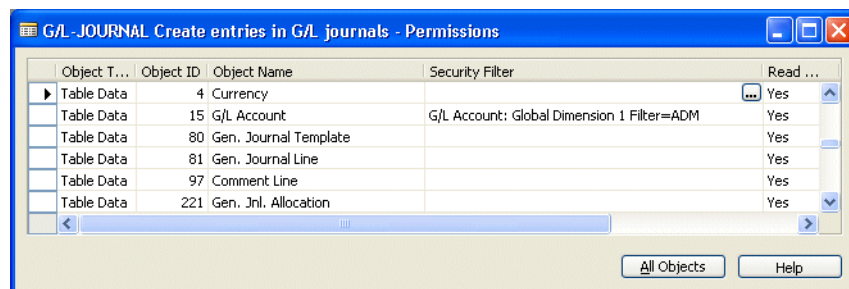 G/L-JOURNAL Create entries in G/L journals - Permissions
Object T... Object ID Object Name Security Filter Read ...
Table Data 4 Currency ... Yes
Table Data 15 G/L Account G/L Account: Global Dimension 1 Filter=ADM Yes
Table Data 80 Gen. Journal Template Yes
Table Data 81 Gen. Journal Line Yes
Table Data 97 Comment Line Yes
Table Data 221 Gen. Jnl. Allocation Yes
All Objects Help